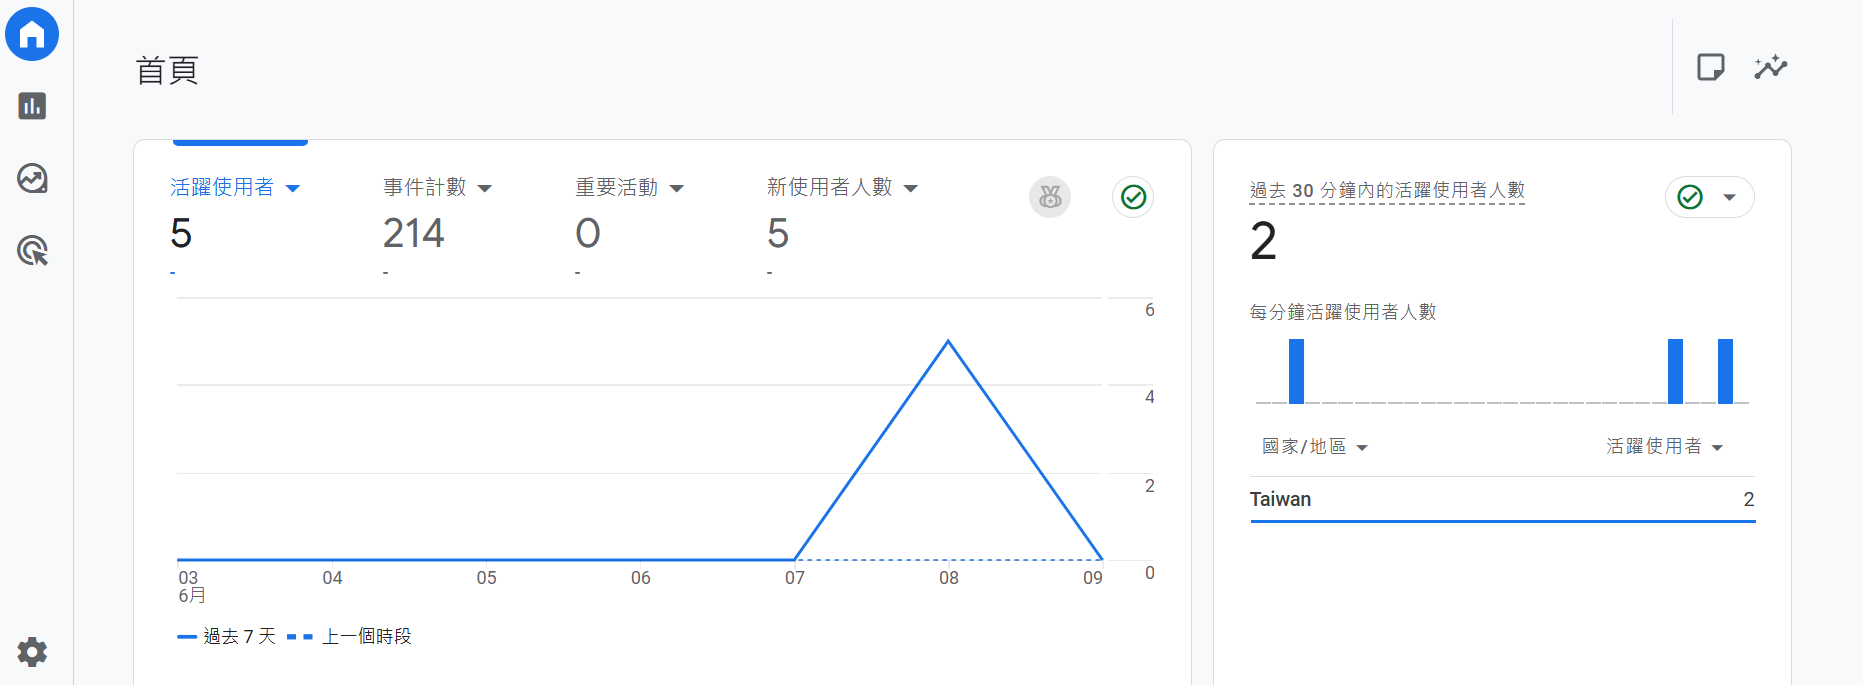 首頁
活躍使用者
5
-
事件計數
214
-
重要活動
0
-
新使用者人數
5
-
6
4
2
0
03
6月
04
05
06
07
08
09
過去 7 天
上一個時段
過去 30 分鐘內的活躍使用者人數
2
每分鐘活躍使用者人數
國家/地區
活躍使用者
Taiwan
2